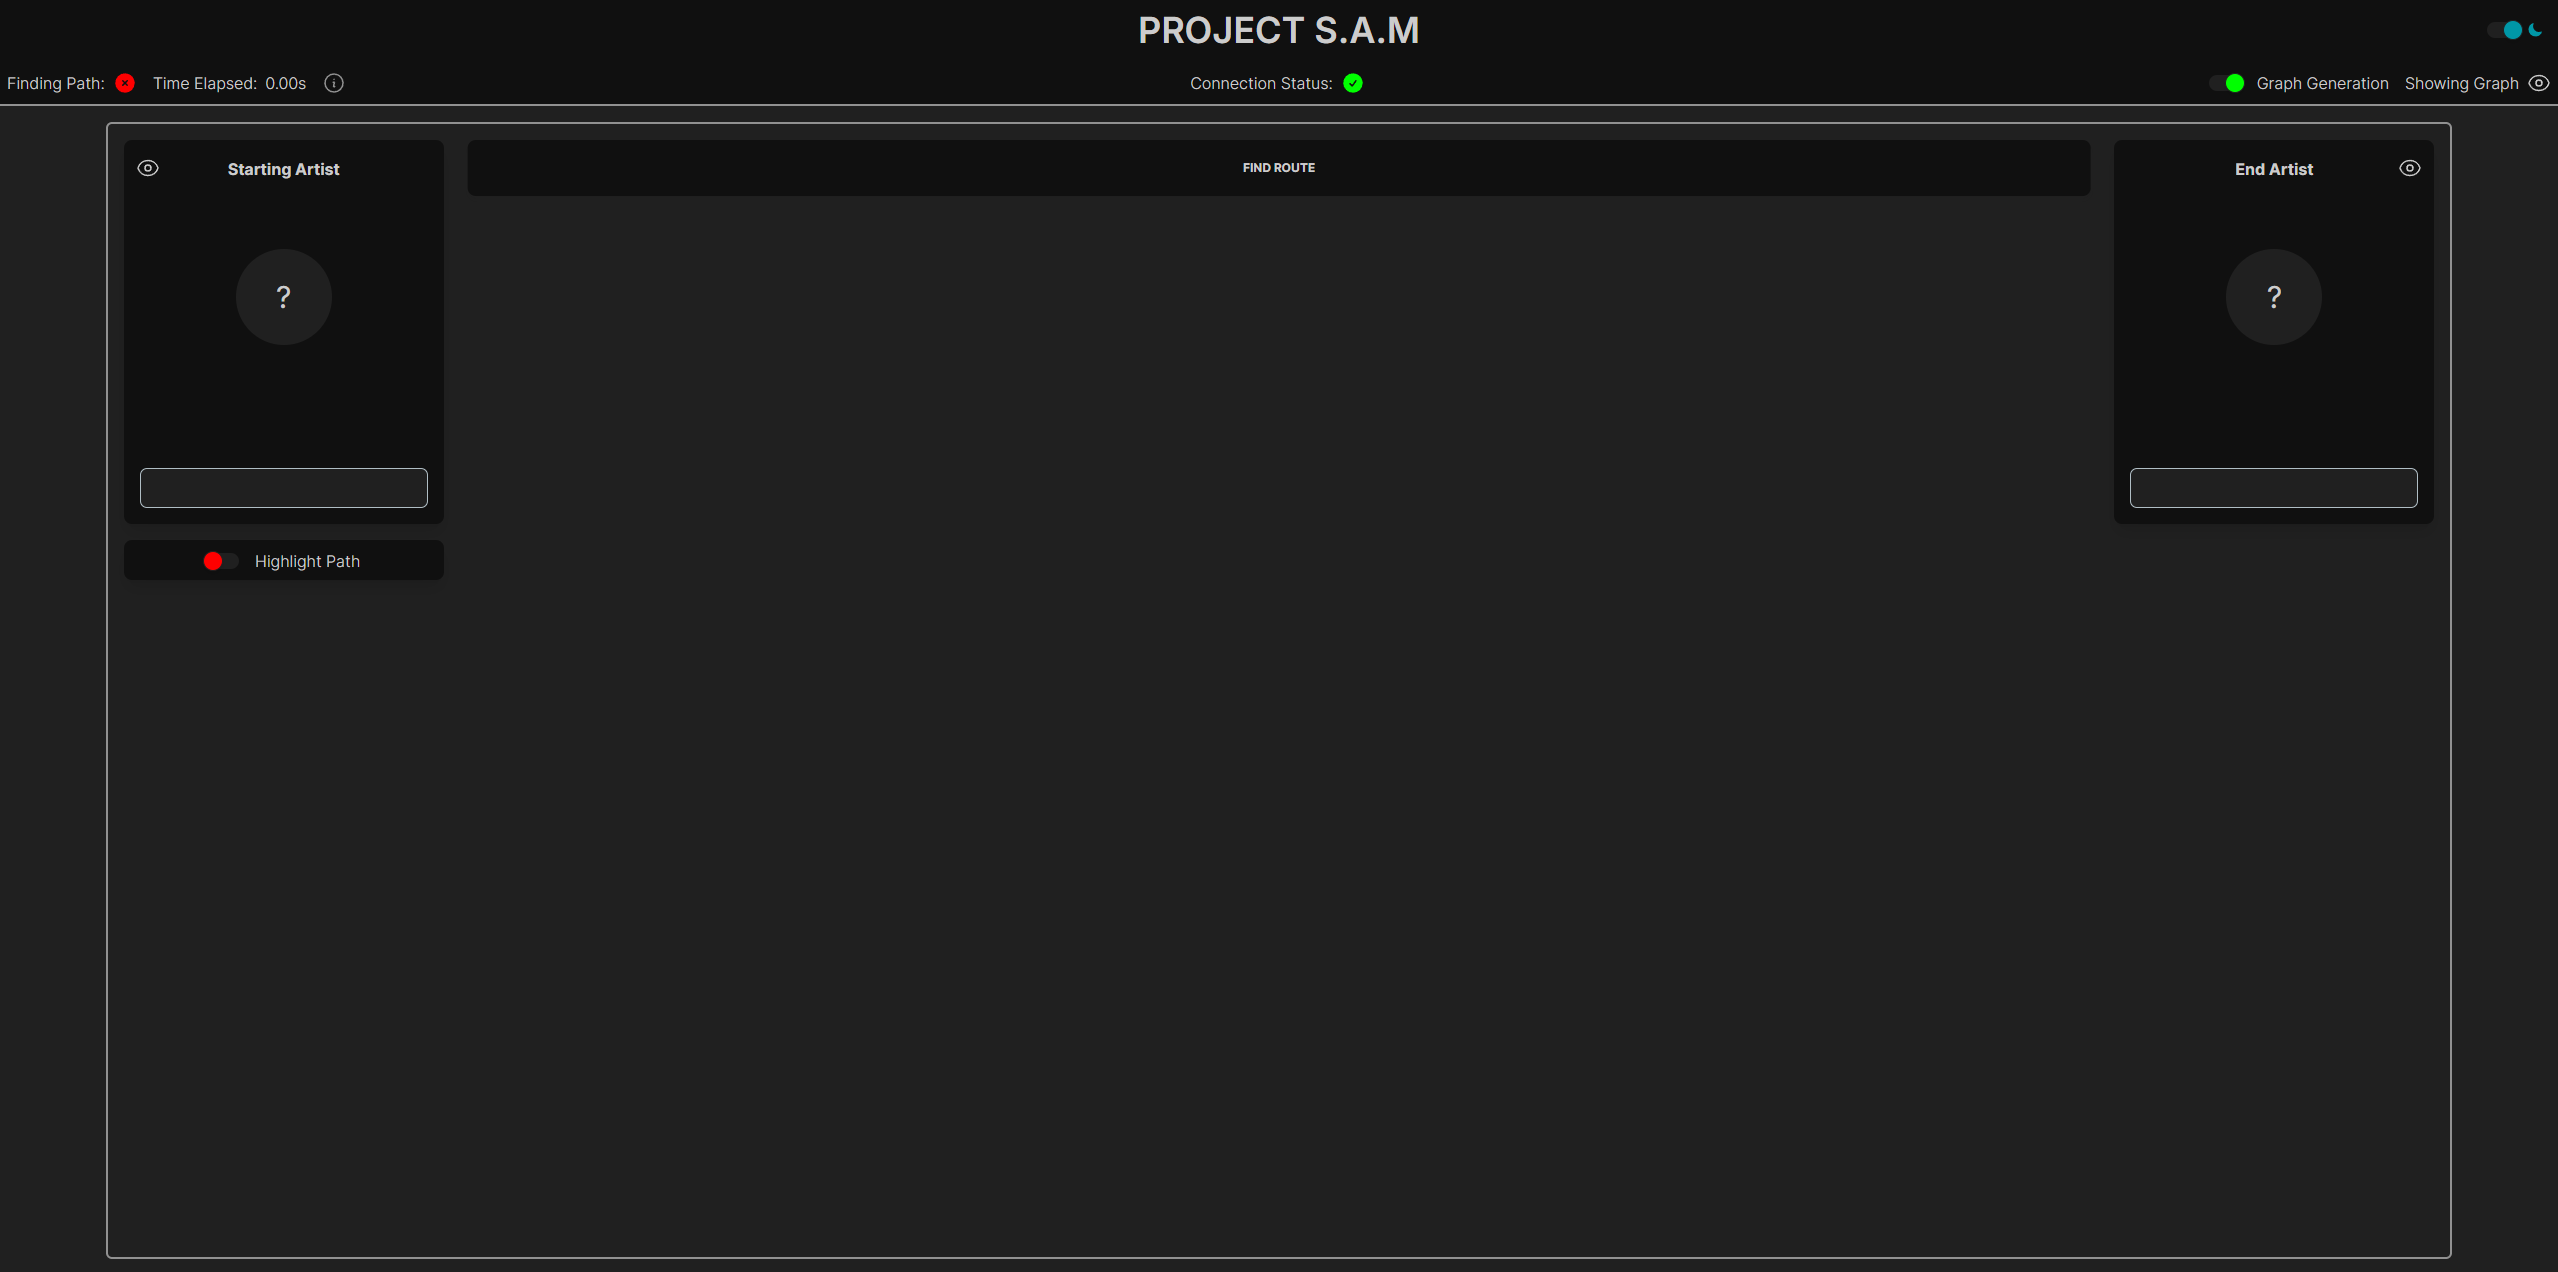 PROJECT S.A.M
Finding Path: Time Elapsed: 0.00s Connection Status: Graph Generation Showing Graph
Starting Artist
FIND ROUTE
End Artist
?
?
Highlight Path